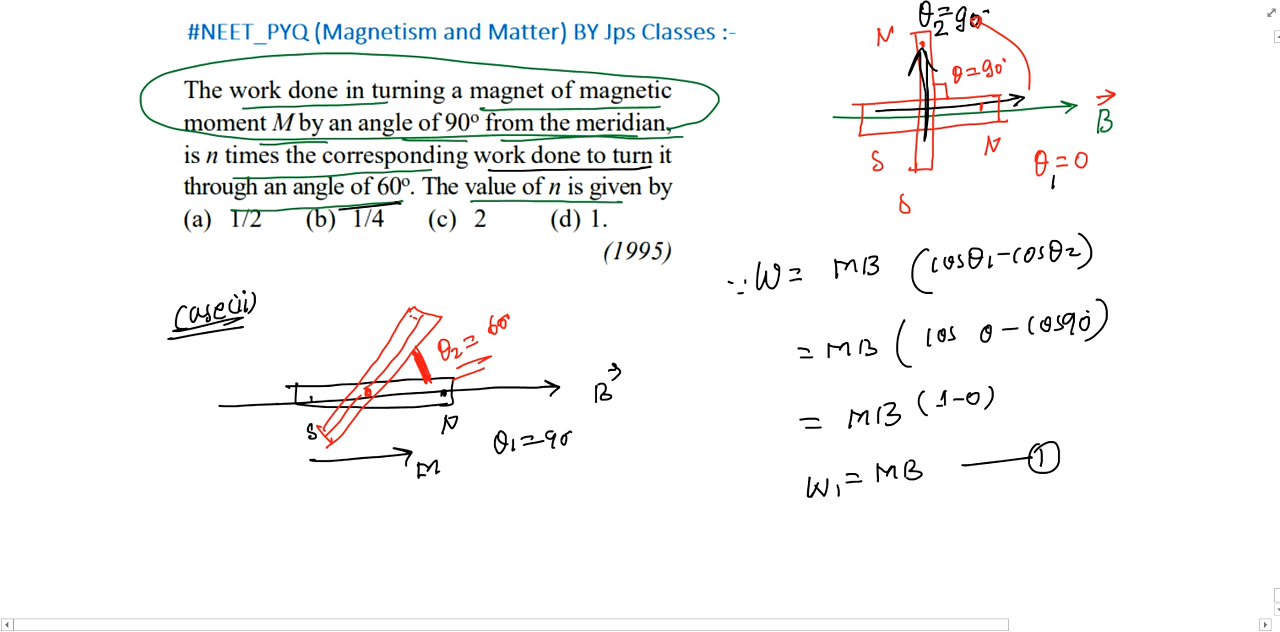 #NEET_PYQ (Magnetism and Matter) BY Jps Classes :-
The work done in turning a magnet of magnetic
moment M by an angle of 90° from the meridian,
is n times the corresponding work done to turn it
through an angle of 60°. The value of n is given by
(a) 1/2 (b) 1/4 (c) 2 (d) 1.
(1995)
θ₂=90°
N
θ=90°
B
S
N
θ₁=0
S
∵ W = MB (cosθ₁-cosθ₂)
= MB (cos 0-cos90°)
= MB (1-0)
W₁= MB ①
Case(ii)
θ₂= 60
B
S
N
θ₁=90
M